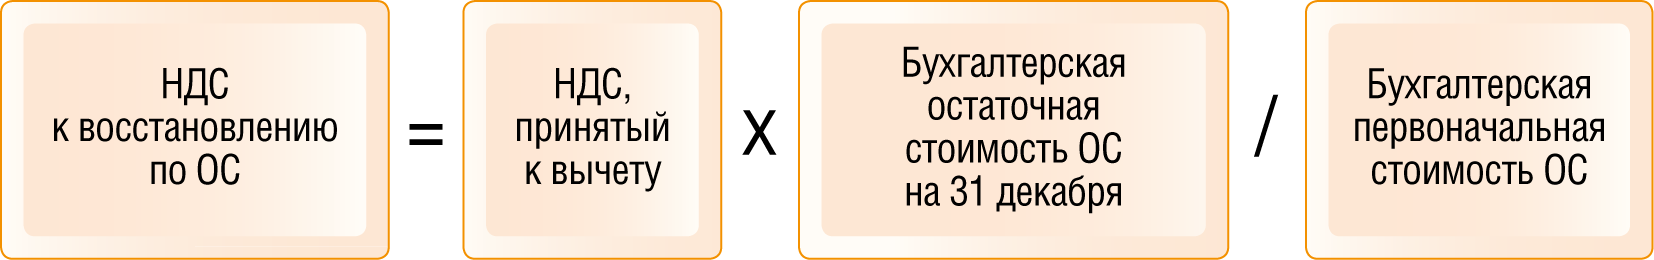 НДС
к восстановлению
по ОС
=
НДС,
принятый
к вычету
х
Бухгалтерская
остаточная
стоимость ОС
на 31 декабря
/
Бухгалтерская
первоначальная
стоимость ОС